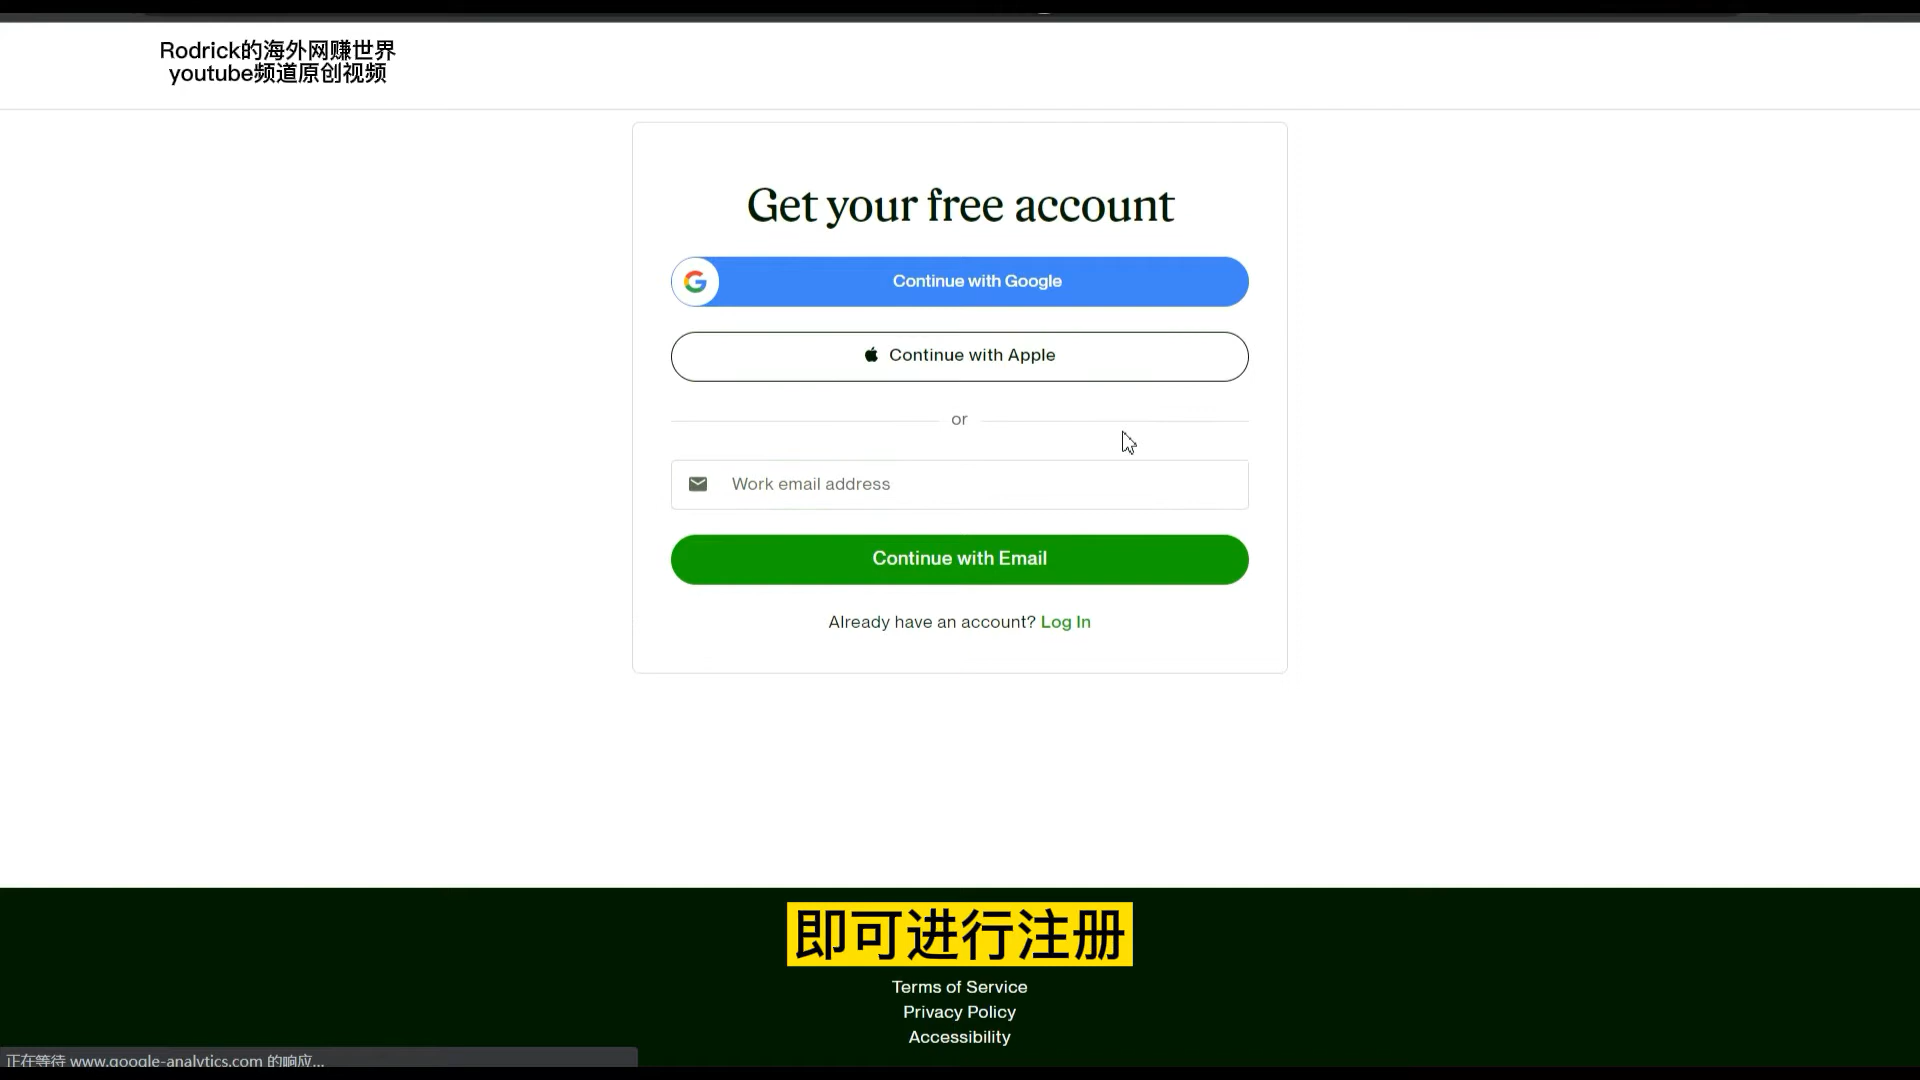 Rodrick的海外网赚世界
youtube频道原创视频
Get your free account
Continue with Google
Continue with Apple
or
Work email address
Continue with Email
Already have an account? Log In
即可进行注册
Terms of Service
Privacy Policy
Accessibility
正在等待 www.google-analytics.com 的响应...